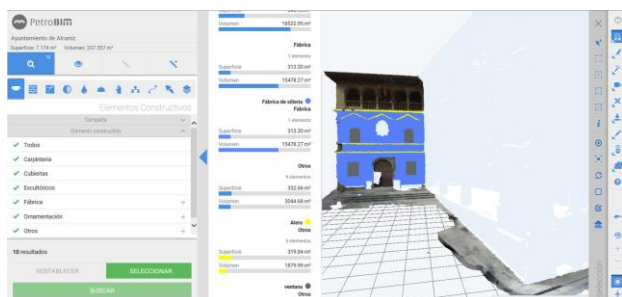 PetroBIM
Ayuntamiento de Alcañiz
Superficie: 7.174 m² Volumen: 207.557 m³
Elementos Constructivos
Campaña
Elemento constructivo
Todos
Carpintería
Cubiertas
Escultóricos
Fábrica
Ornamentación
Otros
10 resultados
RESTABLECER
SELECCIONAR
BUSCAR
Volumen 18522.95 m³
Fábrica
1 elementos
Superficie 313.30 m²
Volumen 15478.27 m³
Fábrica de sillería
Fábrica
1 elementos
Superficie 313.30 m²
Volumen 15478.27 m³
Otros
9 elementos
Superficie 332.66 m²
Volumen 3044.68 m³
Alero
Otros
3 elementos
Superficie 315.84 m²
Volumen 1879.99 m³
ventana
Otros
Selección